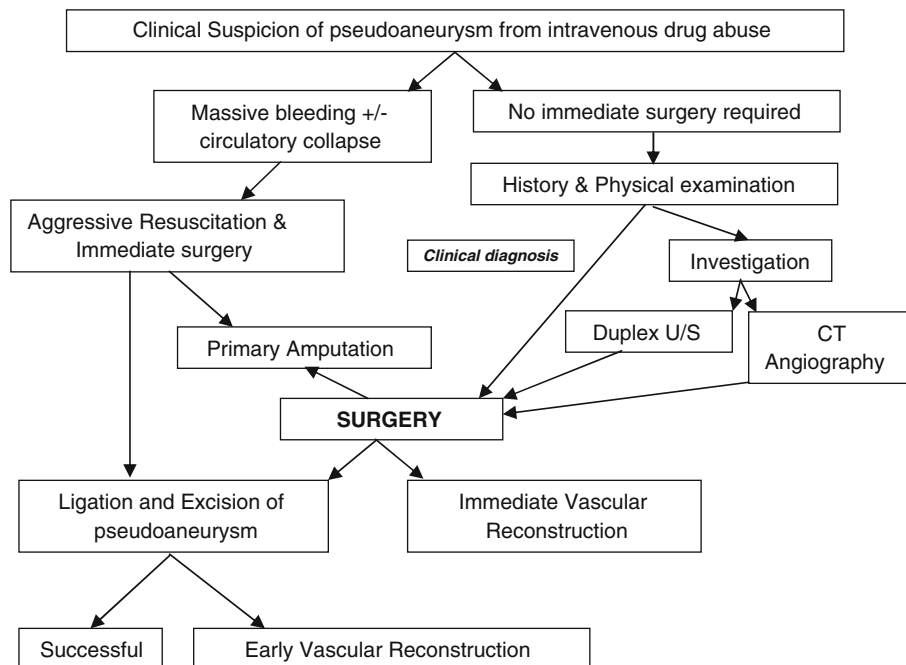 Clinical Suspicion of pseudoaneurysm from intravenous drug abuse
Massive bleeding +/-
circulatory collapse
No immediate surgery required
History & Physical examination
Aggressive Resuscitation &
Immediate surgery
Clinical diagnosis
Investigation
Duplex U/S
CT
Angiography
Primary Amputation
SURGERY
Ligation and Excision of
pseudoaneurysm
Immediate Vascular
Reconstruction
Successful
Early Vascular Reconstruction